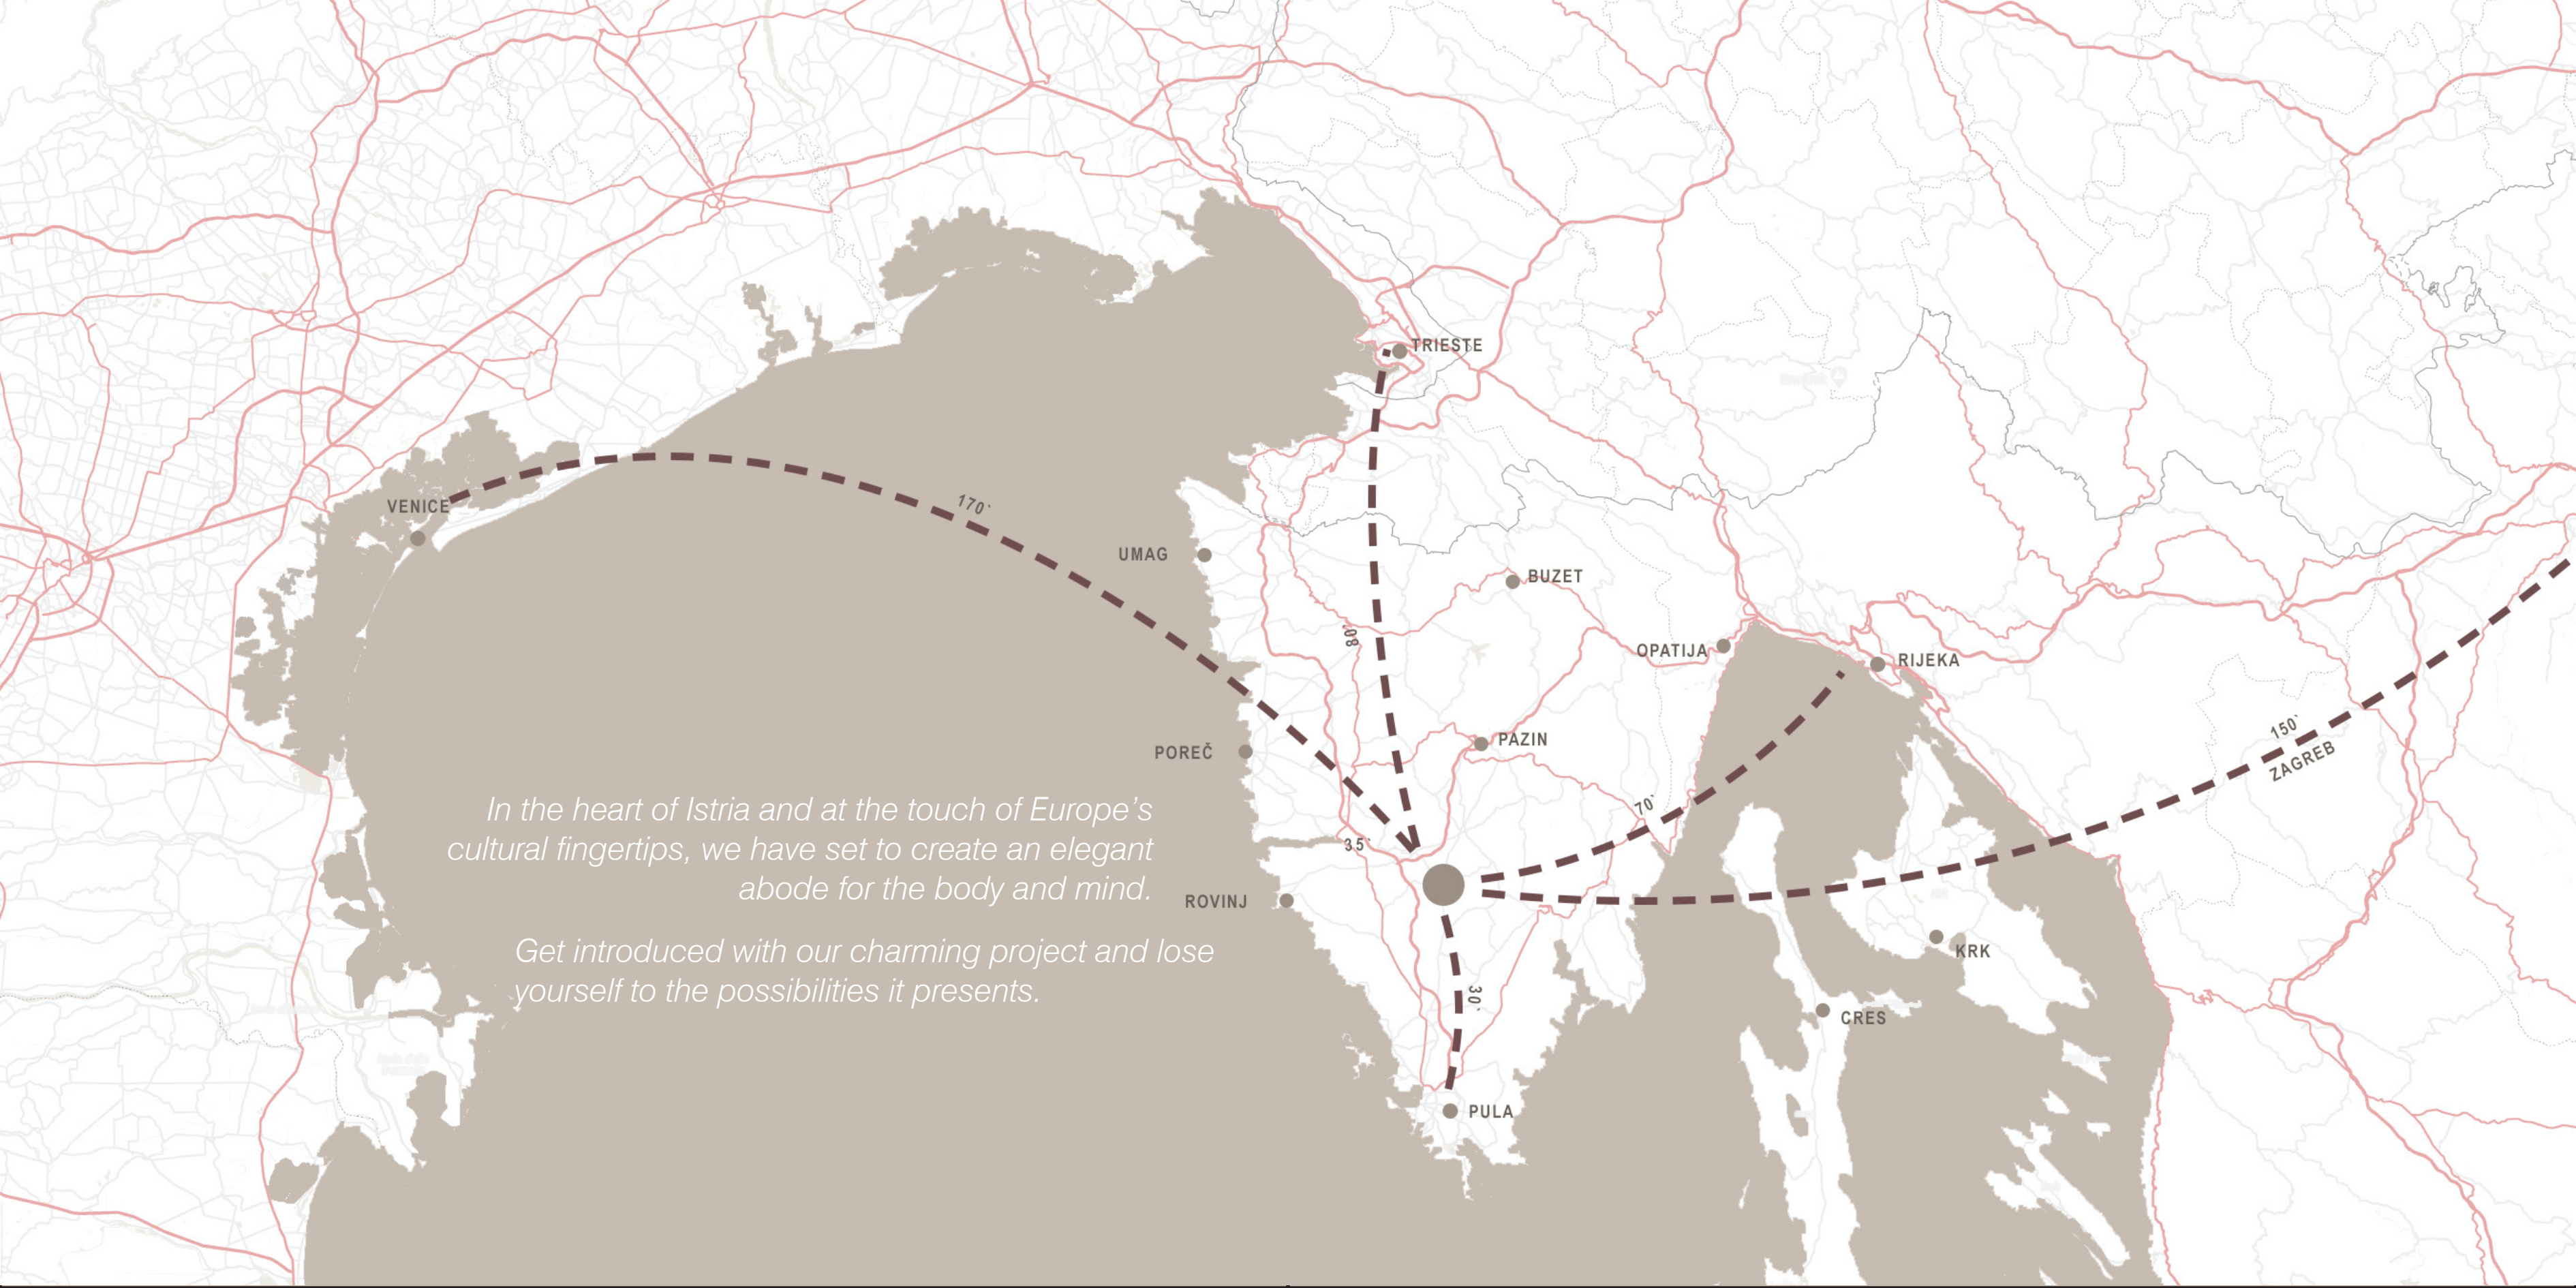 TRIESTE
VENICE
170`
UMAG
BUZET
80`
OPATIJA
RIJEKA
150`
ZAGREB
PAZIN
POREČ
70`
In the heart of Istria and at the touch of Europe's
cultural fingertips, we have set to create an elegant
abode for the body and mind.
35`
ROVINJ
Get introduced with our charming project and lose
yourself to the possibilities it presents.
KRK
30`
CRES
PULA